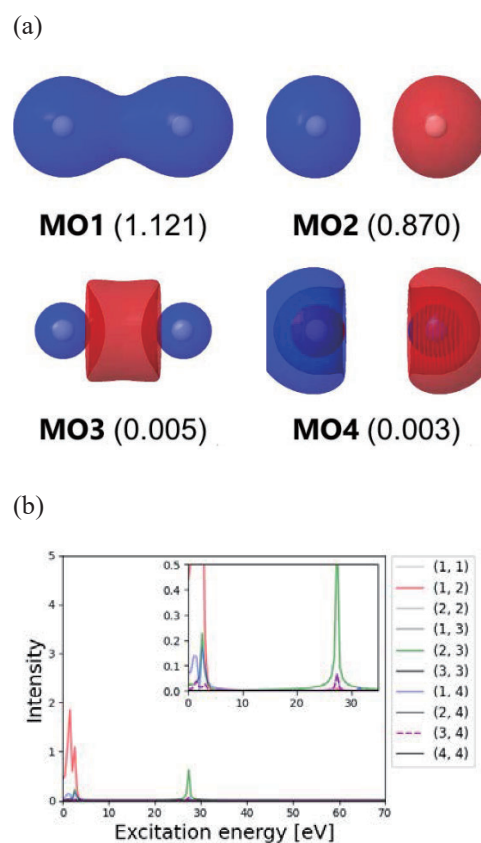 (a)
MO1 (1.121) MO2 (0.870)
MO3 (0.005) MO4 (0.003)
(b)
5
4
3
2
1
0
Intensity
0 10 20 30 40 50 60 70
Excitation energy [eV]
0.5
0.4
0.3
0.2
0.1
0.0
0 10 20 30
(1, 1)
(1, 2)
(2, 2)
(1, 3)
(2, 3)
(3, 3)
(1, 4)
(2, 4)
(3, 4)
(4, 4)